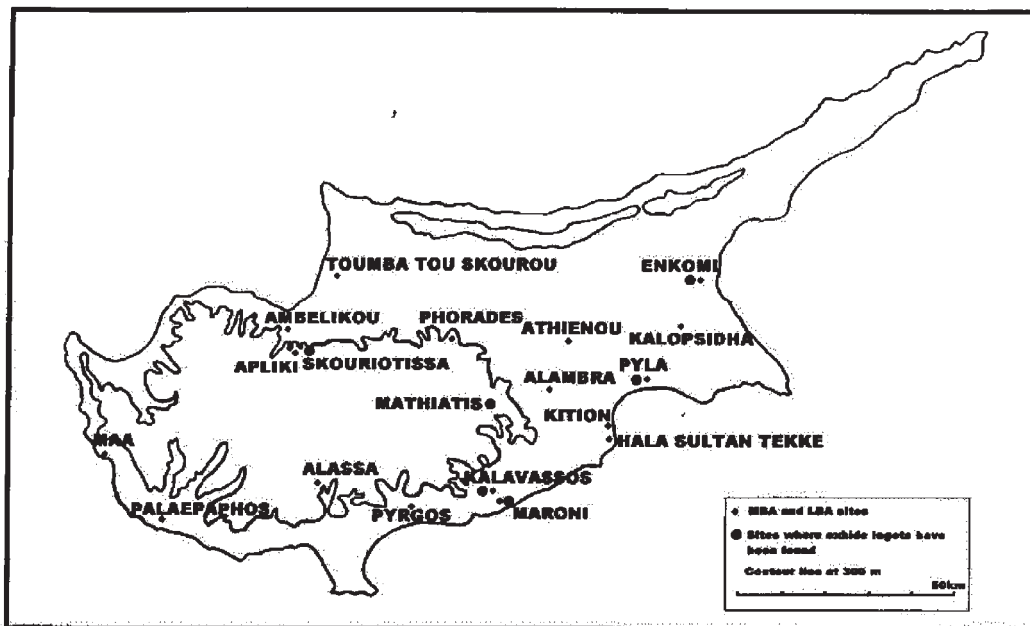 TOUMBA TOU SKOUROU
ENKOMI
AMBELIKOU
PHORADES
ATHIENOU
KALOPSIDHA
APLIKI
SKOURIOTISSA
PYLA
ALAMBRA
MATHIATIS
KITION
MAA
HALA SULTAN TEKKE
ALASSA
KALAVASSOS
PALAEPAPHOS
PYRGOS
MARONI
MBA and LBA sites
Sites where oxhide ingots have
been found
Contour line at 300 m
50km